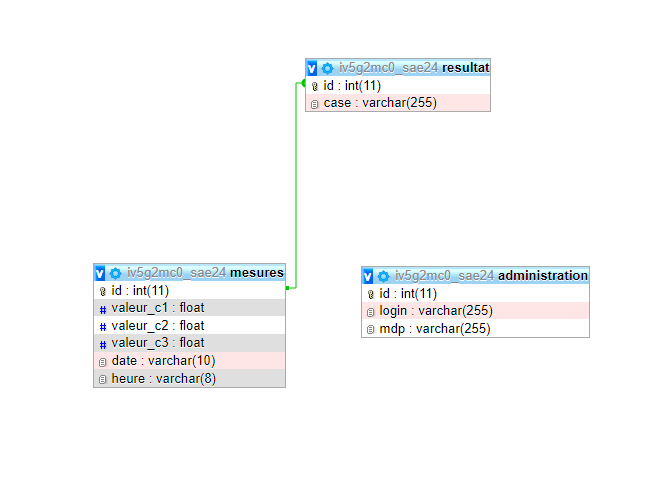 iv5g2mc0_sae24 resultat
id : int(11)
case : varchar(255)
iv5g2mc0_sae24 mesures
id : int(11)
# valeur_c1 : float
# valeur_c2 : float
# valeur_c3 : float
date : varchar(10)
heure : varchar(8)
iv5g2mc0_sae24 administration
id : int(11)
login : varchar(255)
mdp : varchar(255)